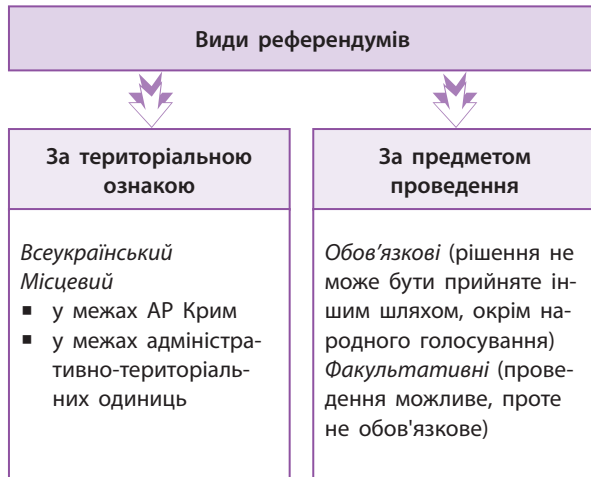 Види референдумів
За територіальною
ознакою
Всеукраїнський
Місцевий
▪ у межах АР Крим
▪ у межах адміністра-
тивно-територіаль-
них одиниць
За предметом
проведення
Обов’язкові (рішення не
може бути прийняте ін-
шим шляхом, окрім на-
родного голосування)
Факультативні (прове-
дення можливе, проте
не обов'язкове)